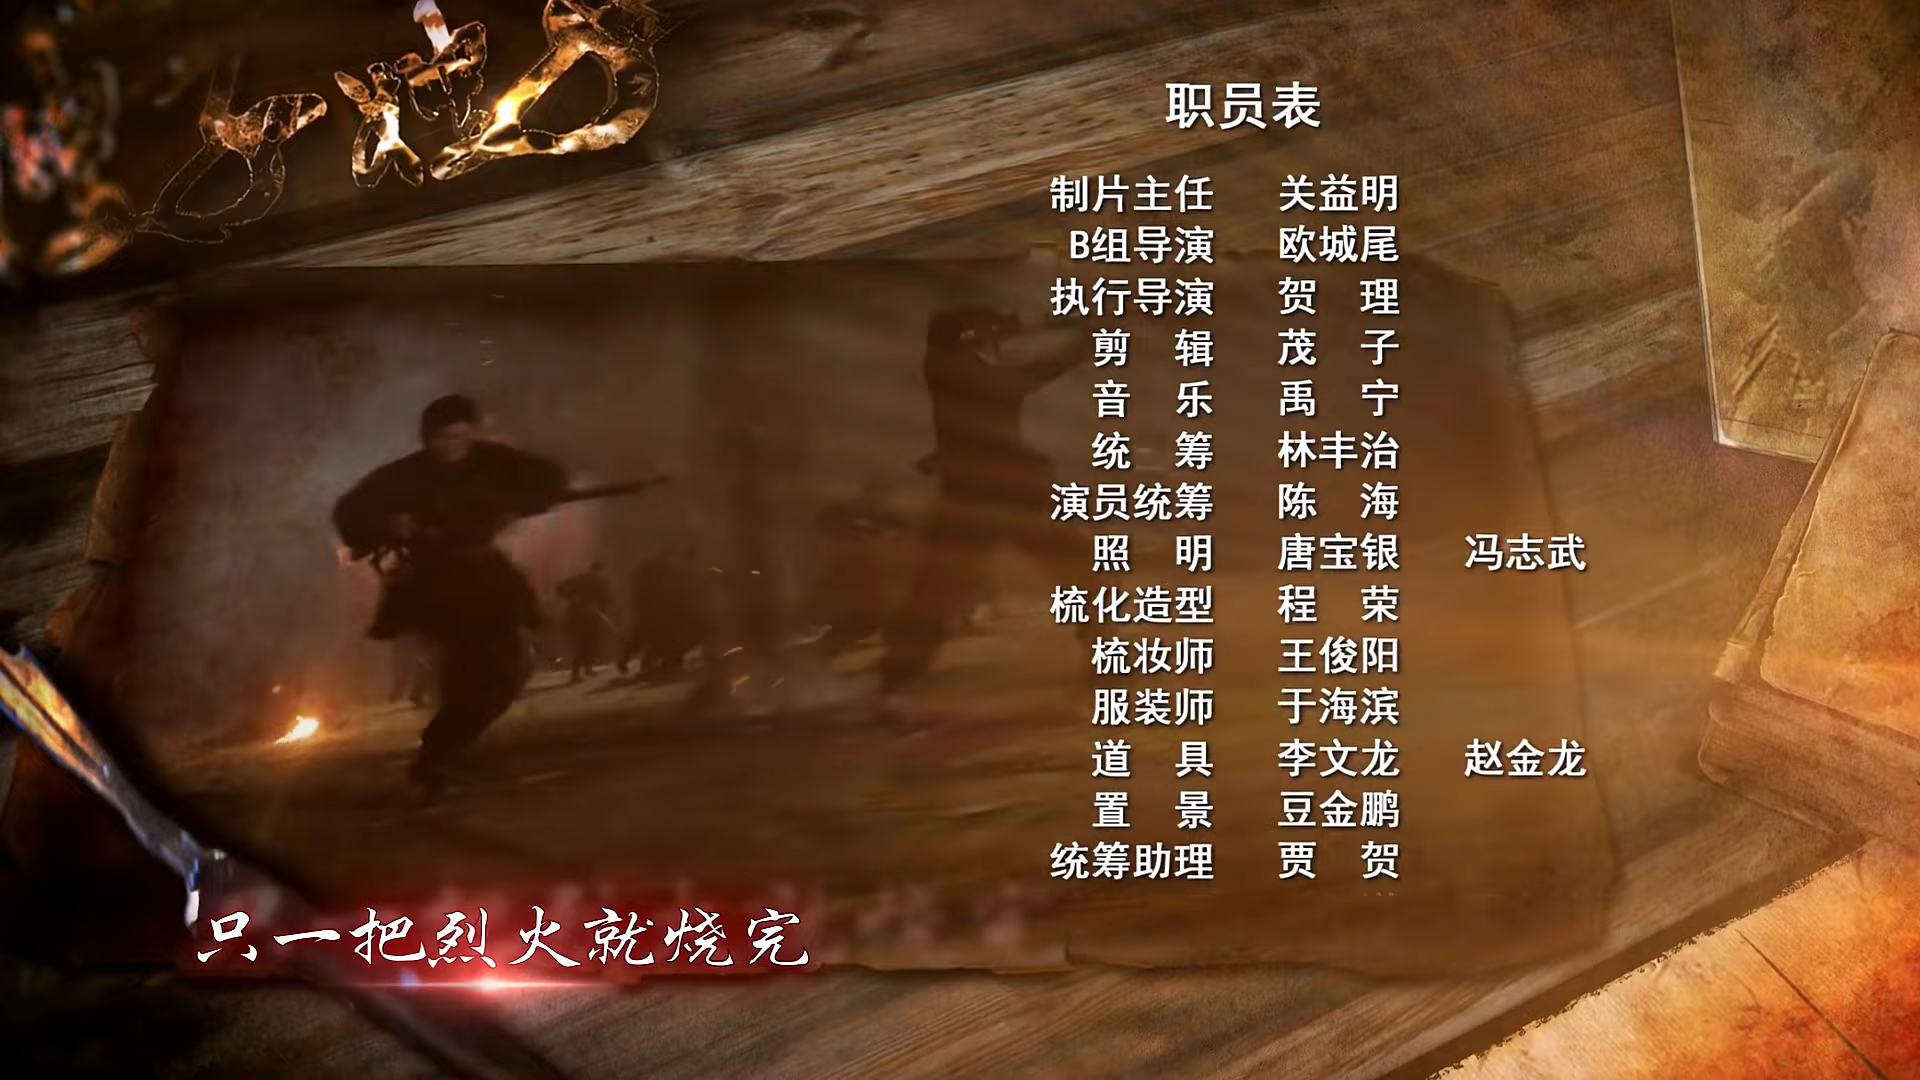 职员表
制片主任 关益明
B组导演 欧城尾
执行导演 贺 理
剪 辑 茂 子
音 乐 禹 宁
统 筹 林丰治
演员统筹 陈 海
照 明 唐宝银 冯志武
梳化造型 程 荣
梳妆师 王俊阳
服装师 于海滨
道 具 李文龙 赵金龙
置 景 豆金鹏
统筹助理 贾 贺
只一把烈火就烧完